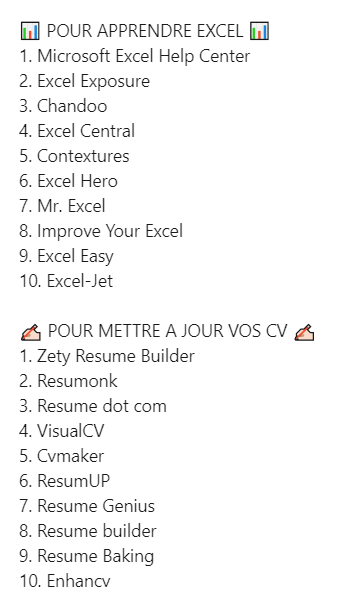 📊 POUR APPRENDRE EXCEL 📊
1. Microsoft Excel Help Center
2. Excel Exposure
3. Chandoo
4. Excel Central
5. Contextures
6. Excel Hero
7. Mr. Excel
8. Improve Your Excel
9. Excel Easy
10. Excel-Jet

✍ POUR METTRE A JOUR VOS CV ✍
1. Zety Resume Builder
2. Resumonk
3. Resume dot com
4. VisualCV
5. Cvmaker
6. ResumUP
7. Resume Genius
8. Resume builder
9. Resume Baking
10. Enhancv